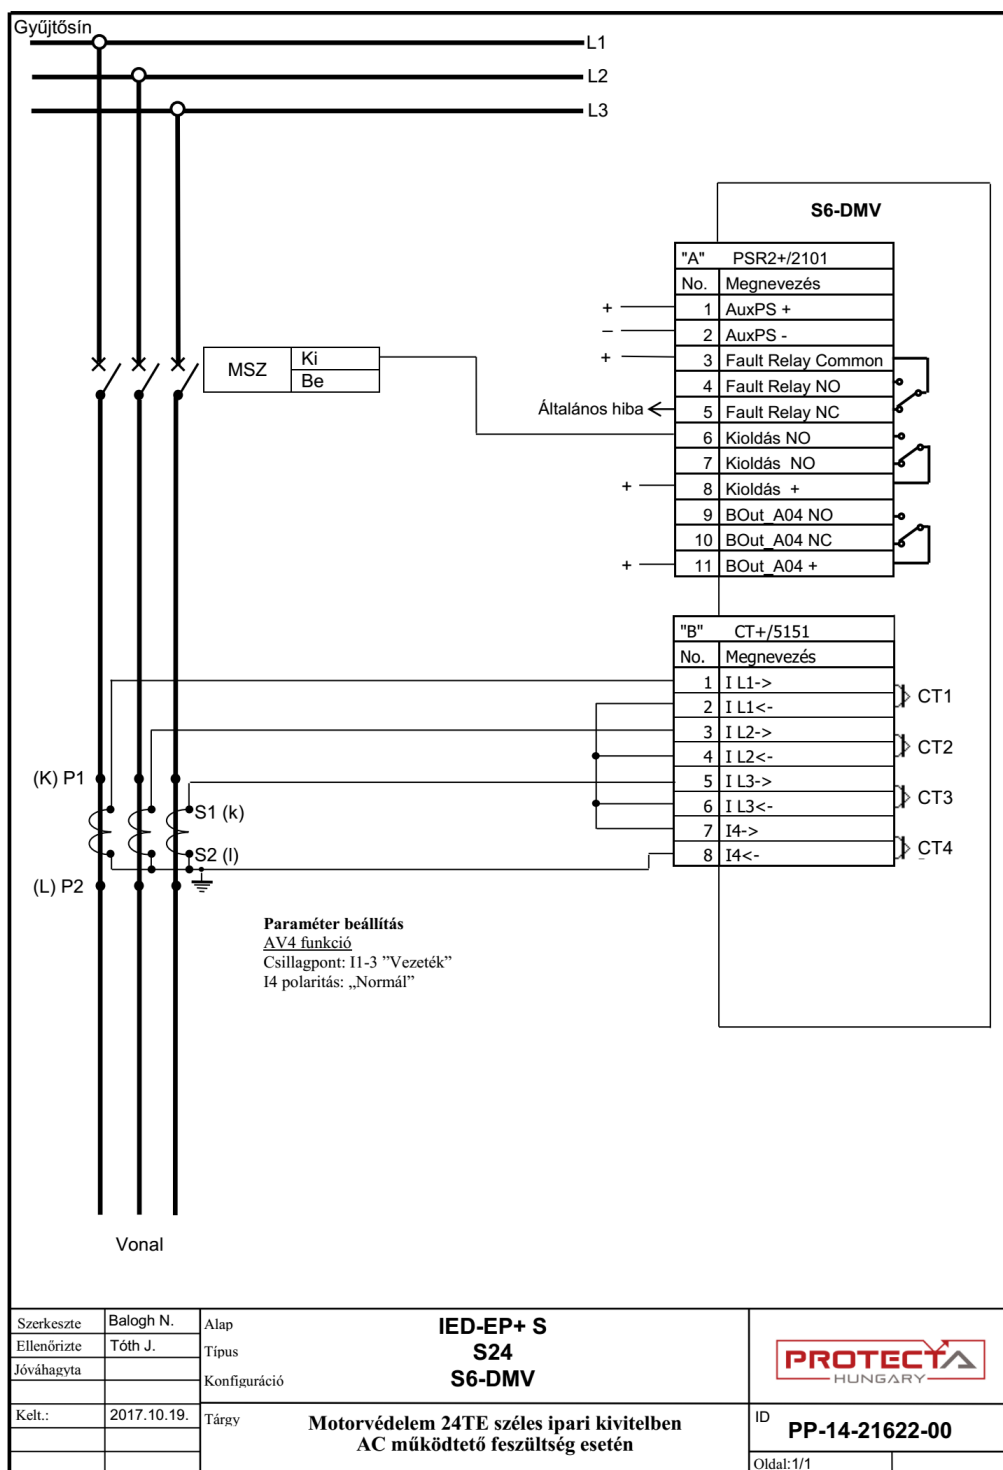 Gyűjtősín
L1
L2
L3
S6-DMV
"A" PSR2+/2101
No. Megnevezés
+ 1 AuxPS +
– 2 AuxPS -
+ 3 Fault Relay Common
4 Fault Relay NO
Általános hiba 5 Fault Relay NC
6 Kioldás NO
7 Kioldás NO
+ 8 Kioldás +
9 BOut_A04 NO
10 BOut_A04 NC
+ 11 BOut_A04 +
MSZ
Ki
Be
"B" CT+/5151
No. Megnevezés
1 I L1->
2 I L1<-
CT1
3 I L2->
4 I L2<-
CT2
5 I L3->
6 I L3<-
CT3
7 I4->
8 I4<-
CT4
(K) P1
S1 (k)
S2 (l)
(L) P2
Paraméter beállítás
AV4 funkció
Csillagpont: I1-3 ”Vezeték”
I4 polaritás: „Normál”
Vonal
Szerkeszte Balogh N.
Ellenőrizte Tóth J.
Jóváhagyta
Kelt.: 2017.10.19.
Alap IED-EP+ S
Típus S24
Konfiguráció S6-DMV
Tárgy Motorvédelem 24TE széles ipari kivitelben
AC működtető feszültség esetén
PROTECTA
HUNGARY
ID PP-14-21622-00
Oldal:1/1